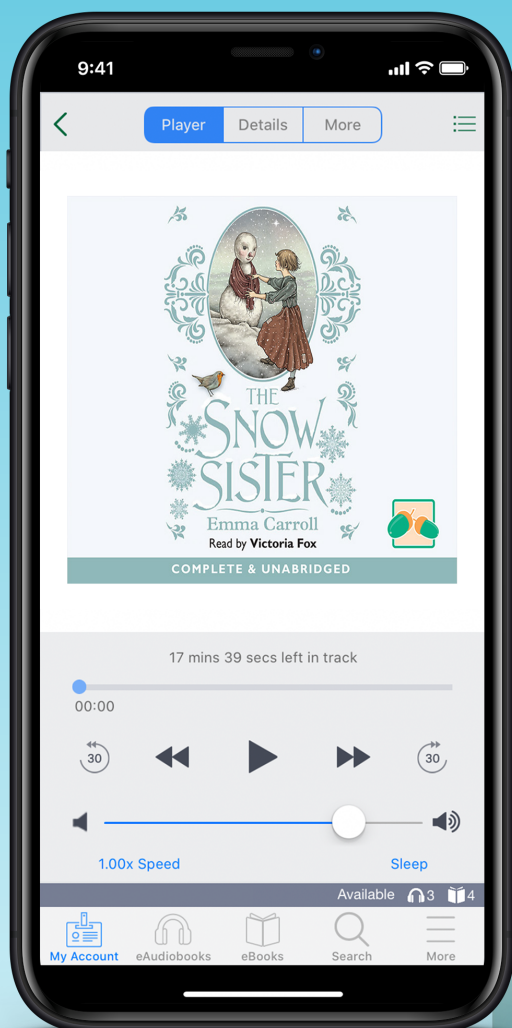 9:41
Player Details More
THE
SNOW
SISTER
Emma Carroll
Read by Victoria Fox
COMPLETE & UNABRIDGED
17 mins 39 secs left in track
00:00
30 30
1.00x Speed Sleep
Available 3 4
My Account eAudiobooks eBooks Search More